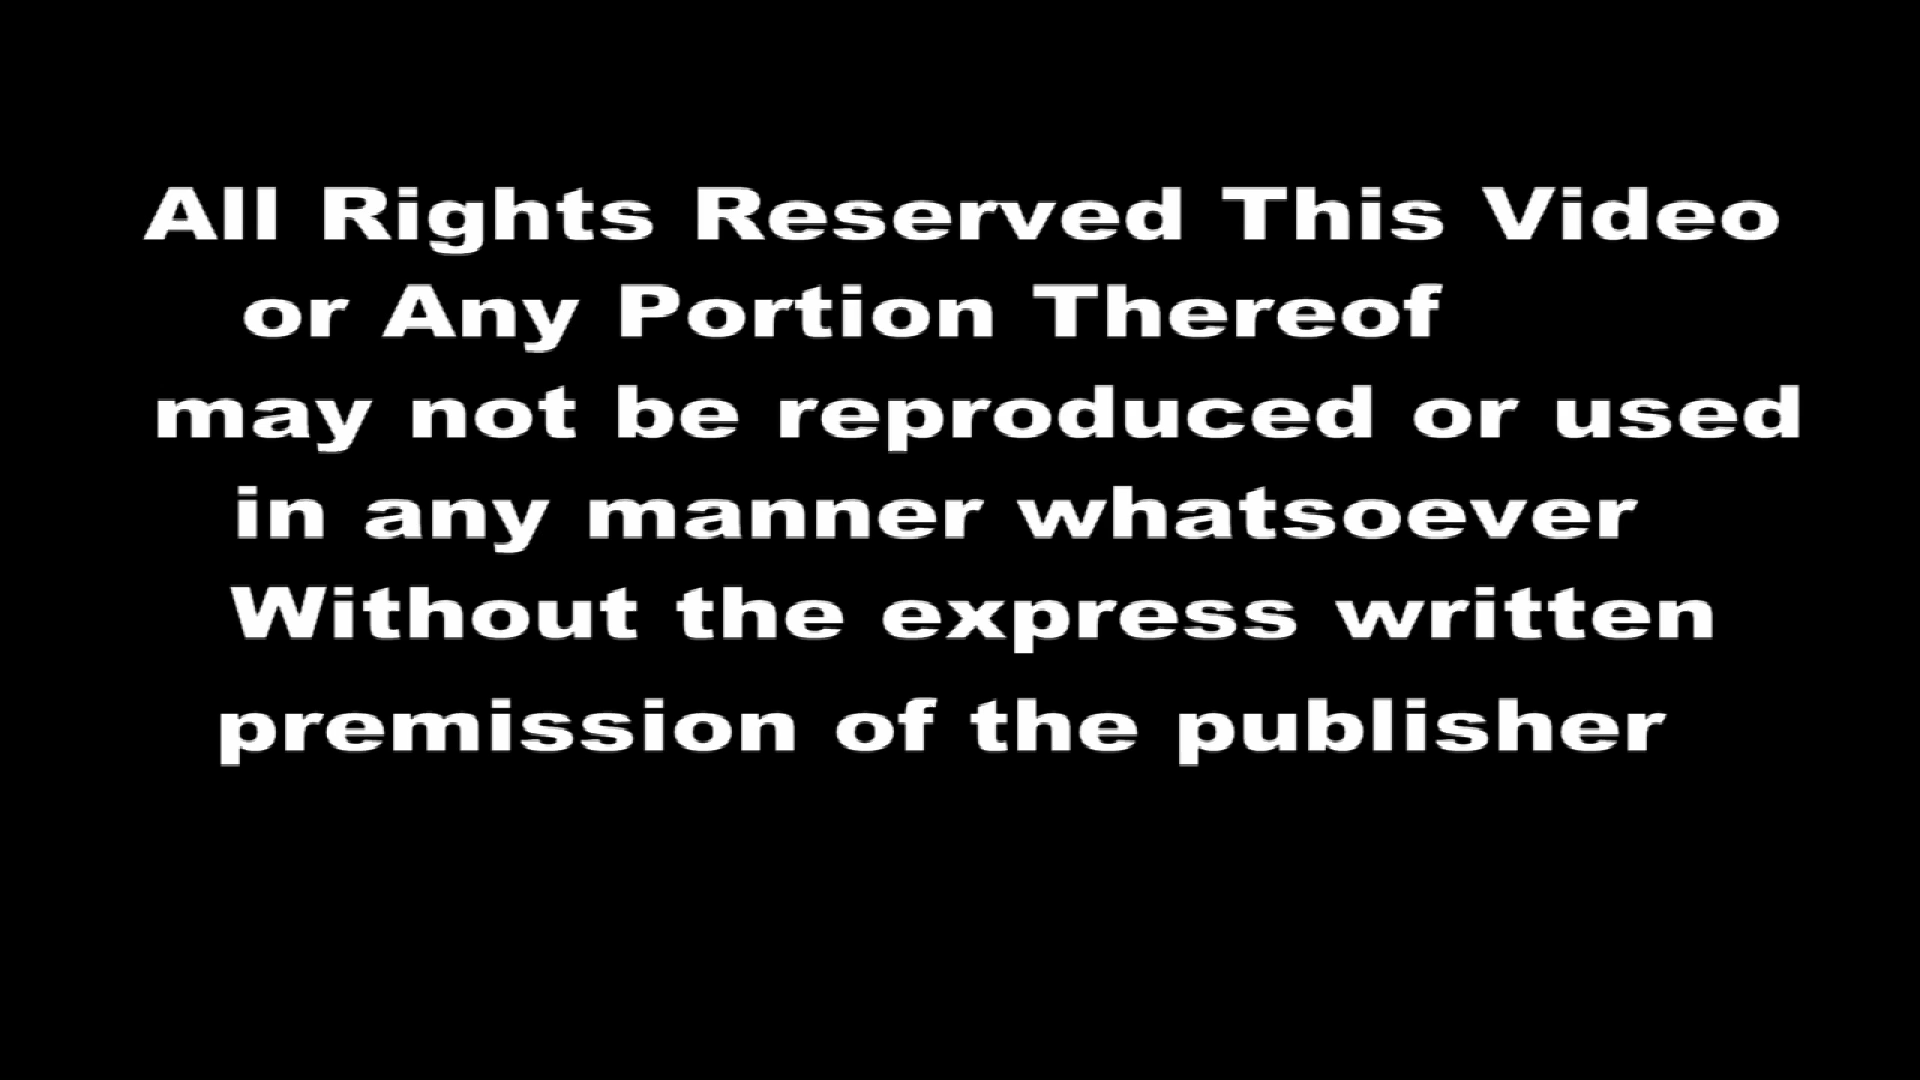 All Rights Reserved This Video
or Any Portion Thereof
may not be reproduced or used
in any manner whatsoever
Without the express written
premission of the publisher